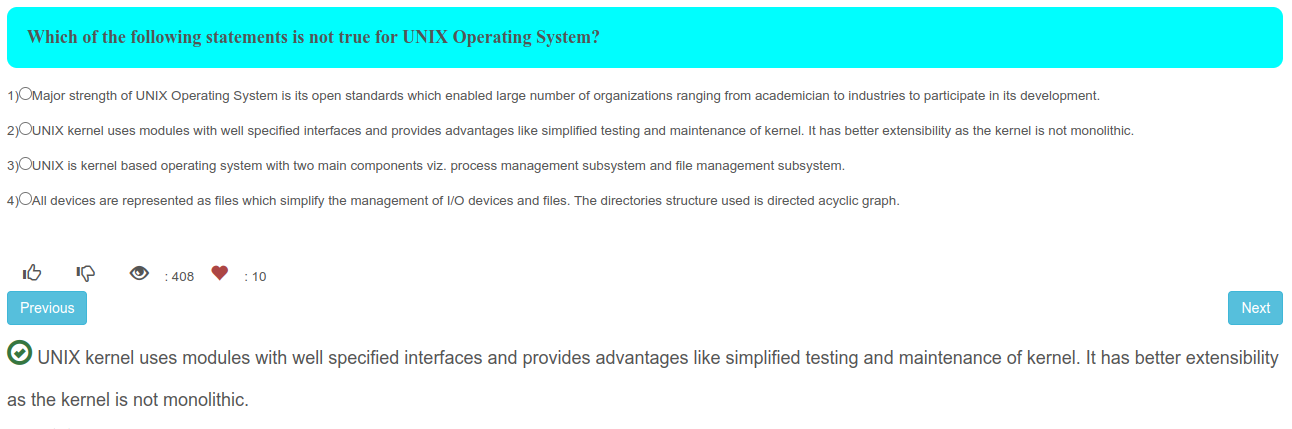 Which of the following statements is not true for UNIX Operating System?
1)Major strength of UNIX Operating System is its open standards which enabled large number of organizations ranging from academician to industries to participate in its development.
2)UNIX kernel uses modules with well specified interfaces and provides advantages like simplified testing and maintenance of kernel. It has better extensibility as the kernel is not monolithic.
3)UNIX is kernel based operating system with two main components viz. process management subsystem and file management subsystem.
4)All devices are represented as files which simplify the management of I/O devices and files. The directories structure used is directed acyclic graph.
: 408 : 10
Previous Next
UNIX kernel uses modules with well specified interfaces and provides advantages like simplified testing and maintenance of kernel. It has better extensibility
as the kernel is not monolithic.